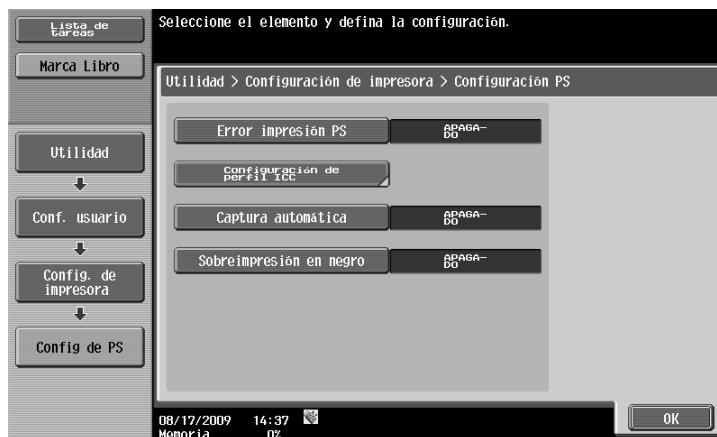 Lista de
tareas
Marca Libro
Utilidad
Conf. usuario
Config. de
impresora
Config de PS
Seleccione el elemento y defina la configuración.
Utilidad > Configuración de impresora > Configuración PS
Error impresión PS
APAGA-
DO
Configuración de
perfil ICC
Captura automática
APAGA-
DO
Sobreimpresión en negro
APAGA-
DO
08/17/2009 14:37
Memoria 0%
OK